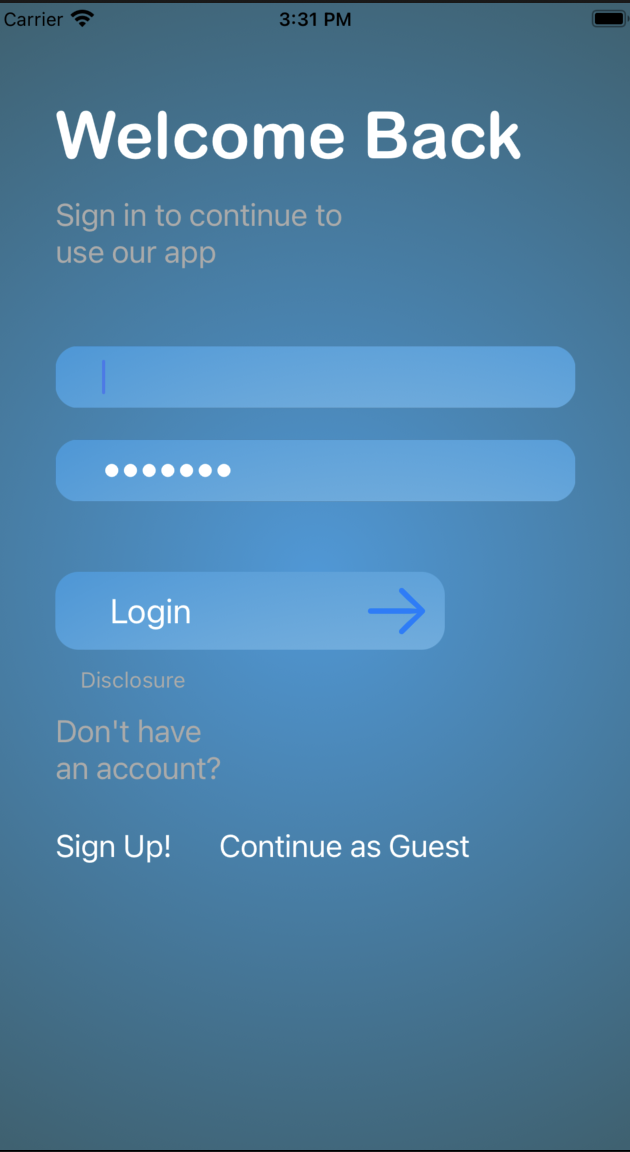 Carrier 3:31 PM
Welcome Back
Sign in to continue to
use our app
•••••••
Login
Disclosure
Don't have
an account?
Sign Up! Continue as Guest